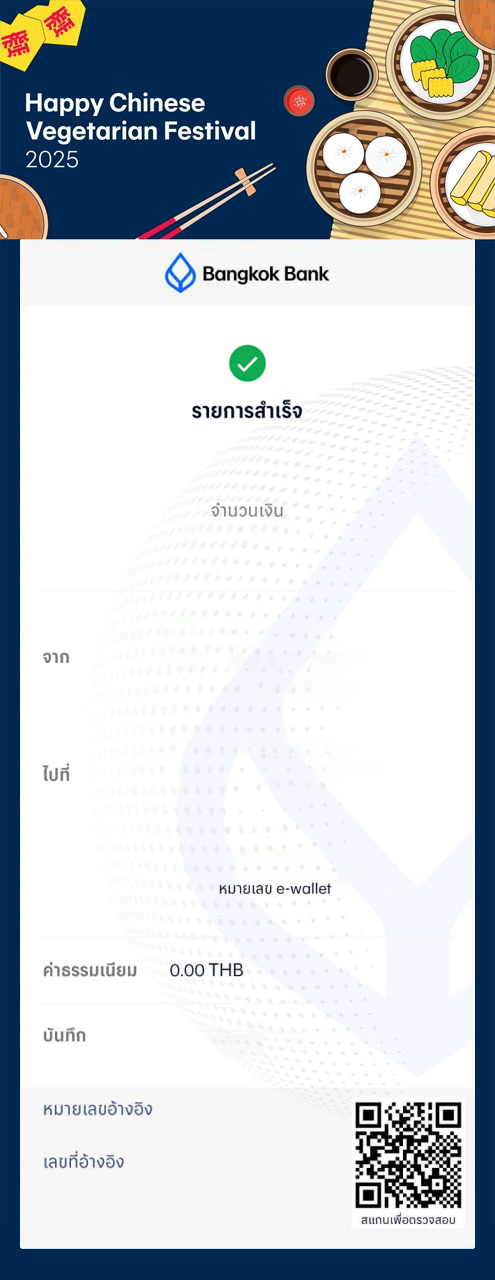 齋
齋
Happy Chinese
Vegetarian Festival
2025
Bangkok Bank
รายการสำเร็จ
จำนวนเงิน
จาก
ไปที่
หมายเลข e-wallet
ค่าธรรมเนียม 0.00 THB
บันทึก
หมายเลขอ้างอิง
เลขที่อ้างอิง
สแกนเพื่อตรวจสอบ